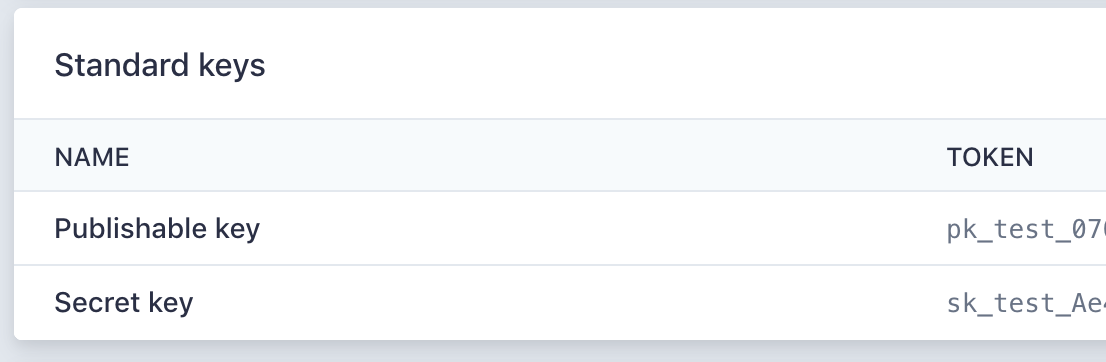 Standard keys
NAME TOKEN
Publishable key pk_test_07
Secret key sk_test_Ae